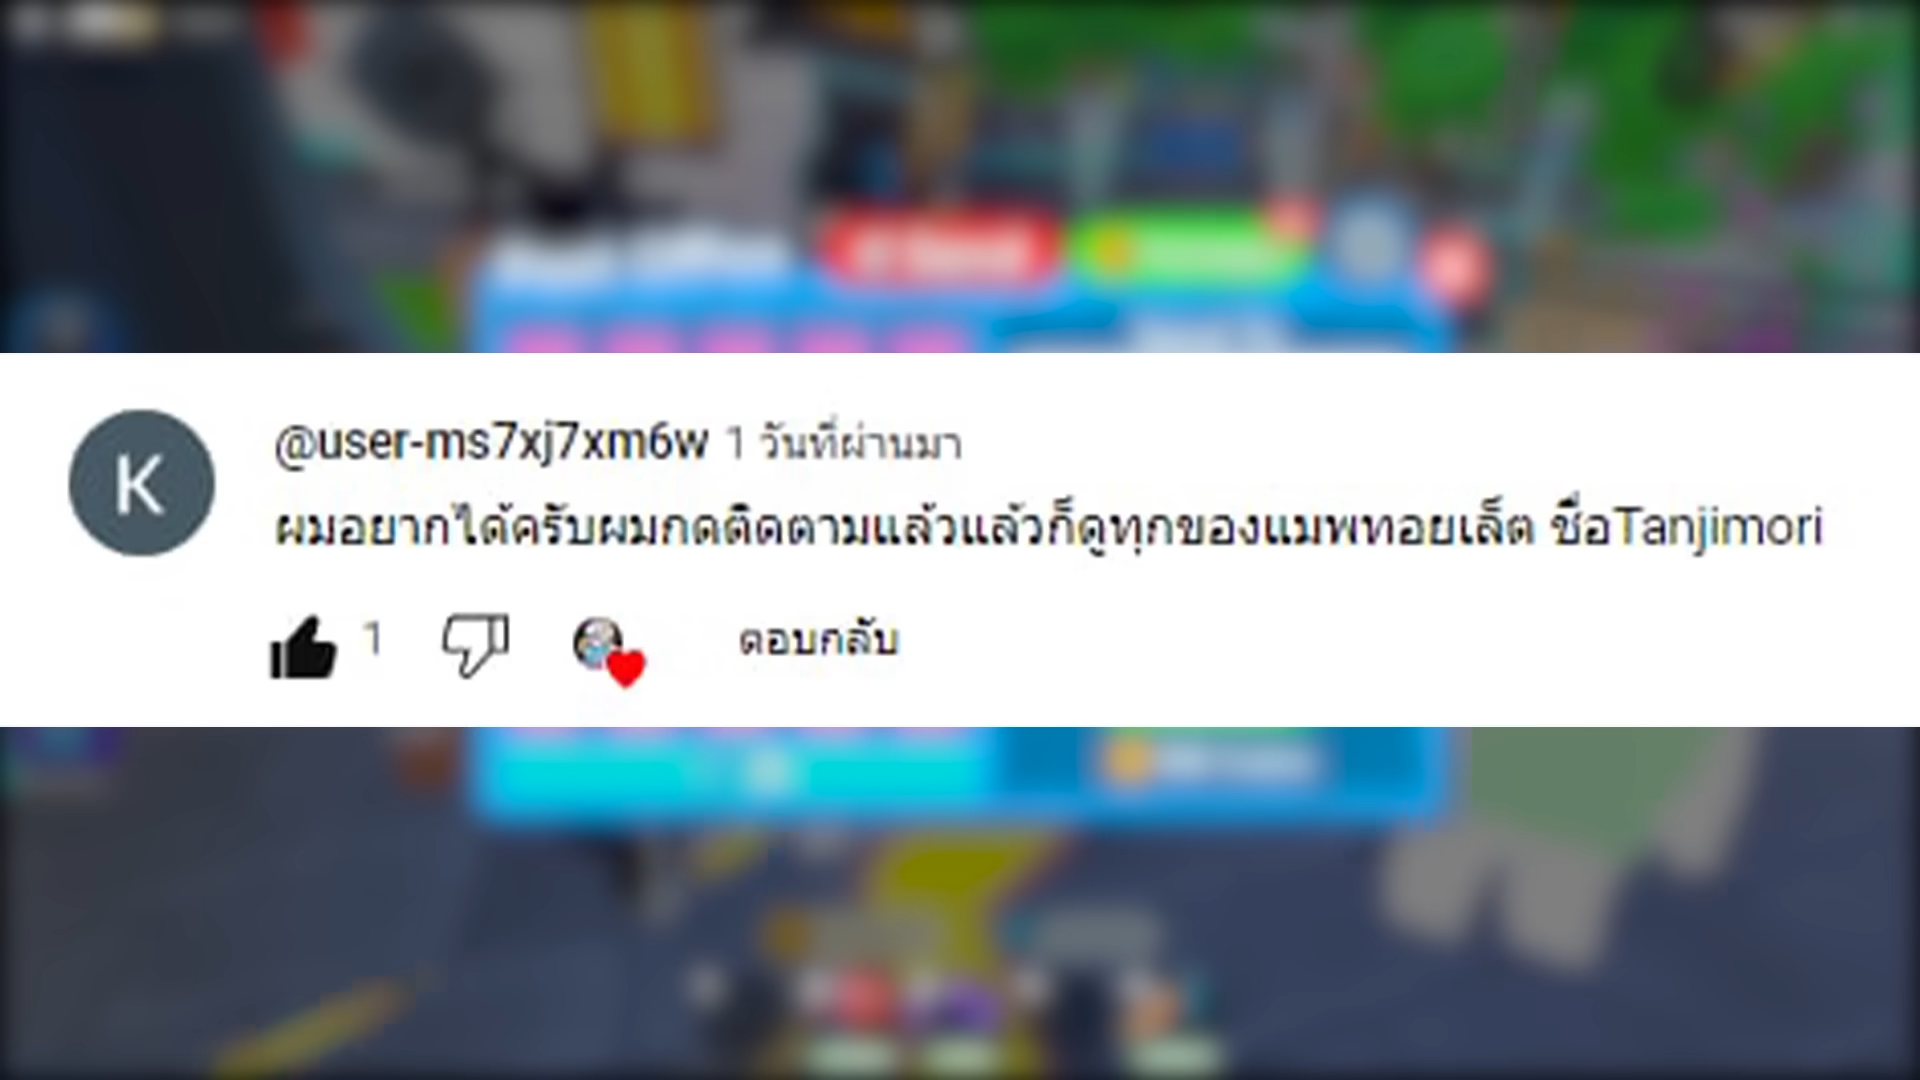 K
@user-ms7xj7xm6w 1 วันที่ผ่านมา
ผมอยากได้ครับผมกดติดตามแล้วแล้วก็ดูทุกของแมพทอยเล็ต ชื่อTanjimori
1
ตอบกลับ